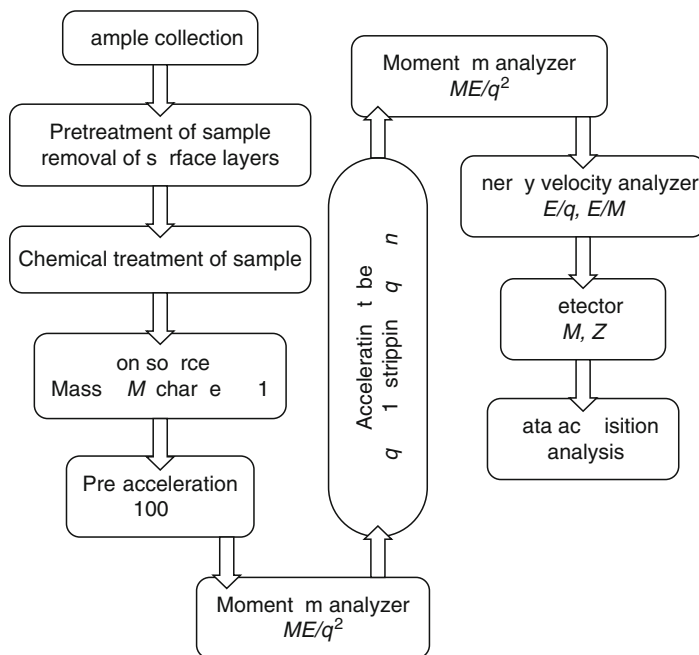 ample collection
Pretreatment of sample
removal of s rface layers
Chemical treatment of sample
on so rce
Mass M char e 1
Pre acceleration
100
Moment m analyzer
ME/q²
Acceleratin t be
q 1 strippin q n
Moment m analyzer
ME/q²
ner y velocity analyzer
E/q, E/M
etector
M, Z
ata ac isition
analysis